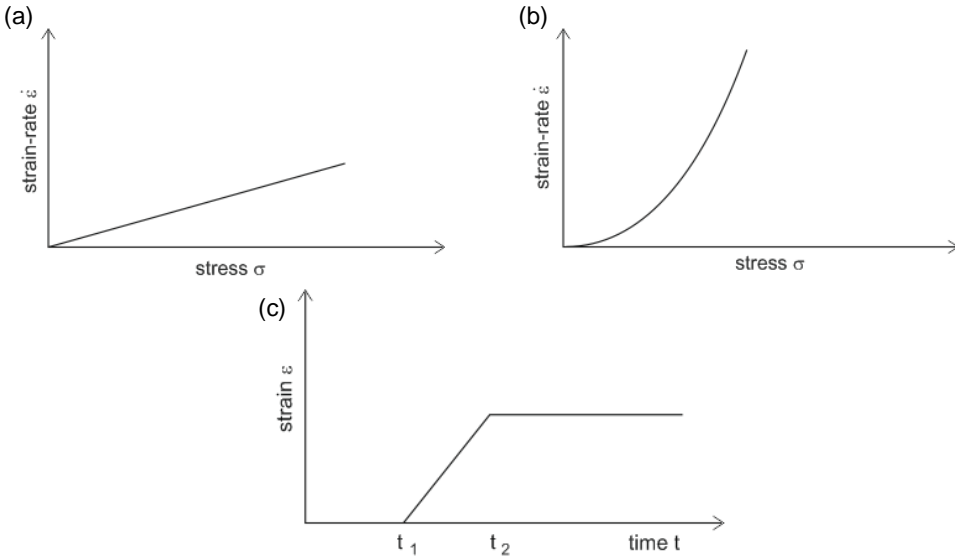 (a)
strain-rate ε̇
stress σ
(b)
strain-rate ε̇
stress σ
(c)
strain ε
t 1
t 2
time t